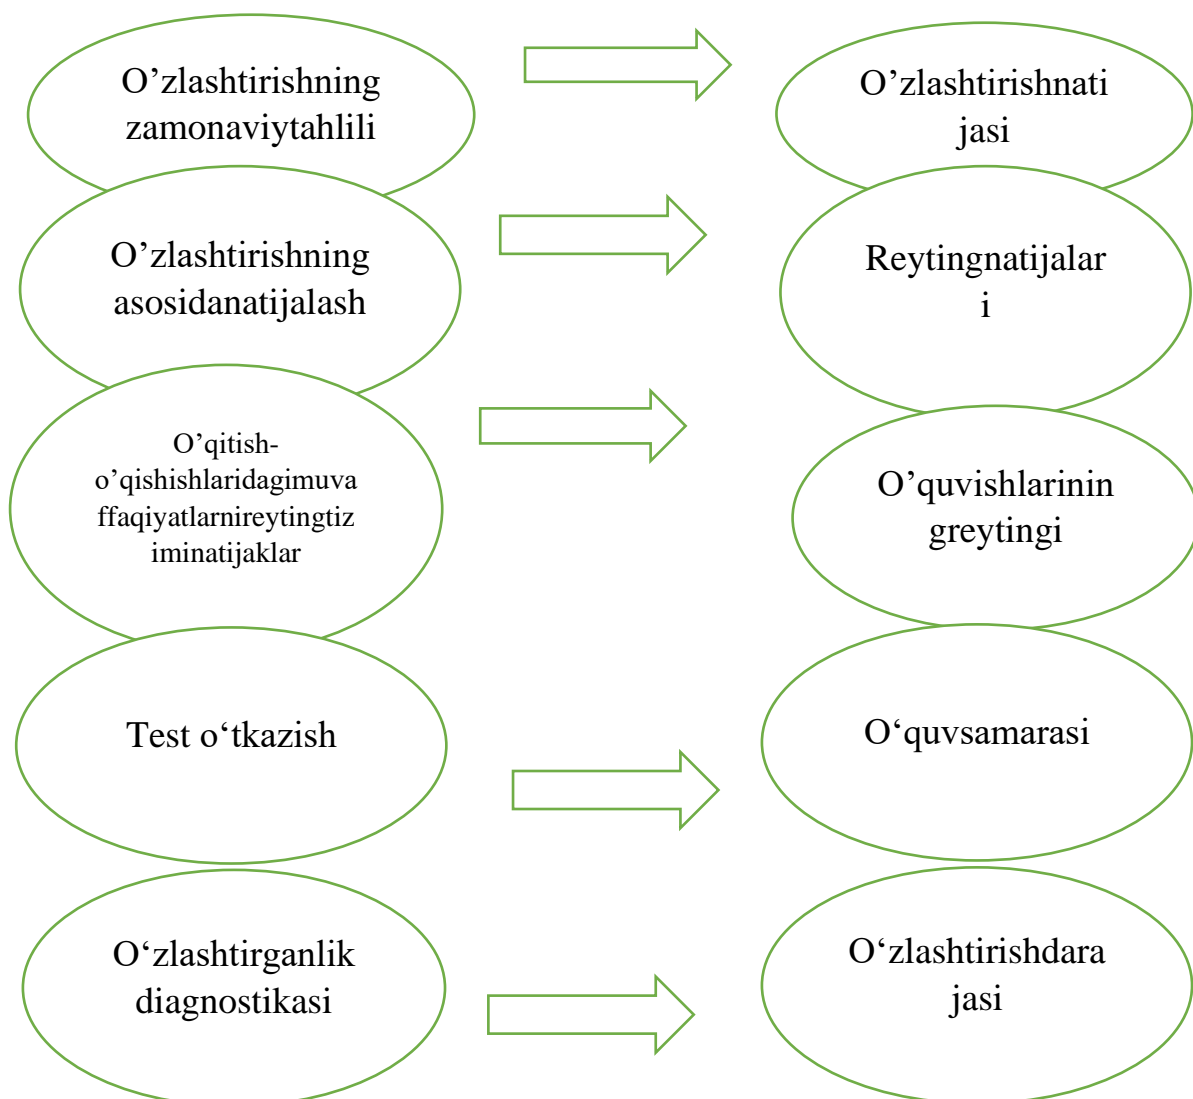 O’zlashtirishning
zamonaviytahlili
O’zlashtirishnati
jasi
O’zlashtirishning
asosidanatijalash
Reytingnatijalar
i
O’qitish-
o’qishishlaridagimuva
ffaqiyatlarnireytingtiz
iminatijaklar
O’quvishlarinin
greytingi
Test o‘tkazish
O‘quvsamarasi
O‘zlashtirganlik
diagnostikasi
O‘zlashtirishdara
jasi